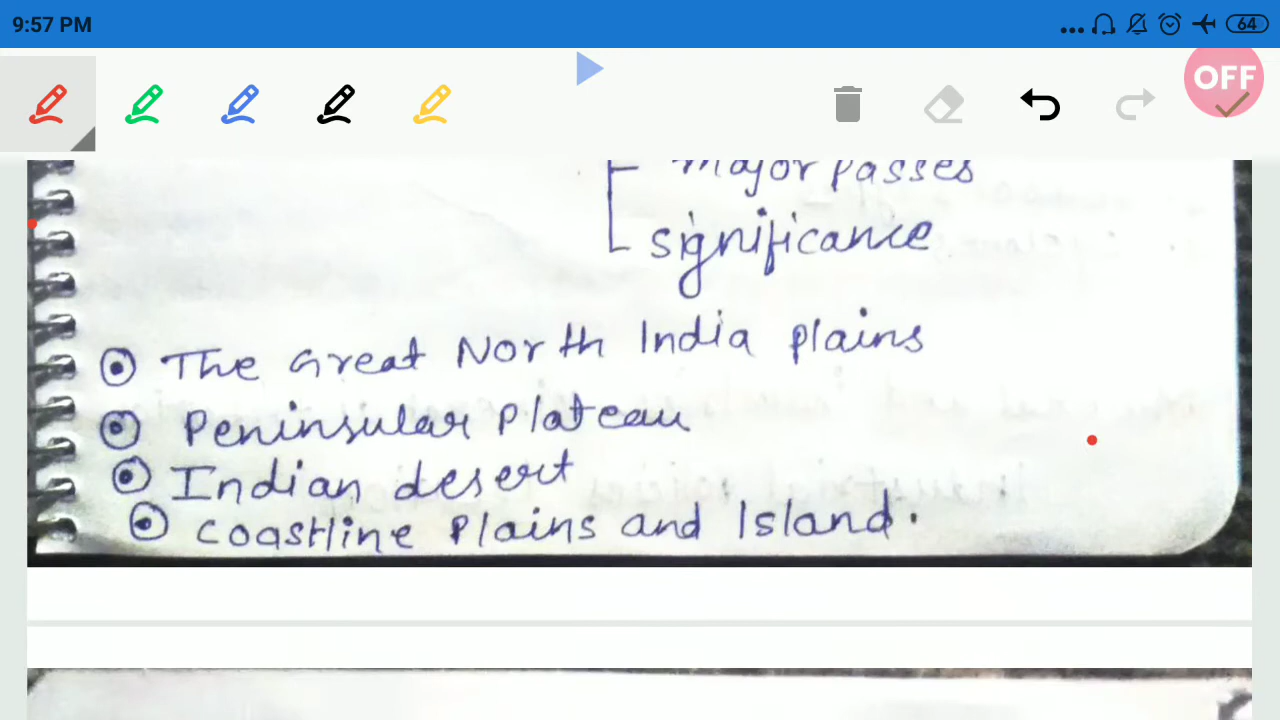 9:57 PM
64
OFF
Major Passes
significance
The Great North India plains
Peninsular Plateau
Indian desert
Coastline Plains and Island.